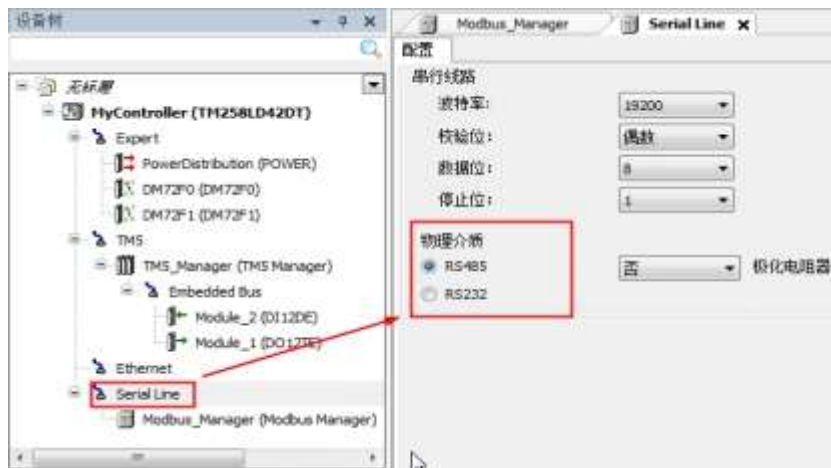 设备树
无标题
MyController (TM258LD42DT)
Expert
PowerDistribution (POWER)
DM72F0 (DM72F0)
DM72F1 (DM72F1)
TM5
TM5_Manager (TM5 Manager)
Embedded Bus
Module_2 (DI12DE)
Module_1 (DO12TE)
Ethernet
Serial Line
Modbus_Manager (Modbus Manager)
Modbus_Manager
Serial Line
配置
串行线路
波特率:
19200
校验位:
偶数
数据位:
8
停止位:
1
物理介质
RS485
否
极化电阻器
RS232